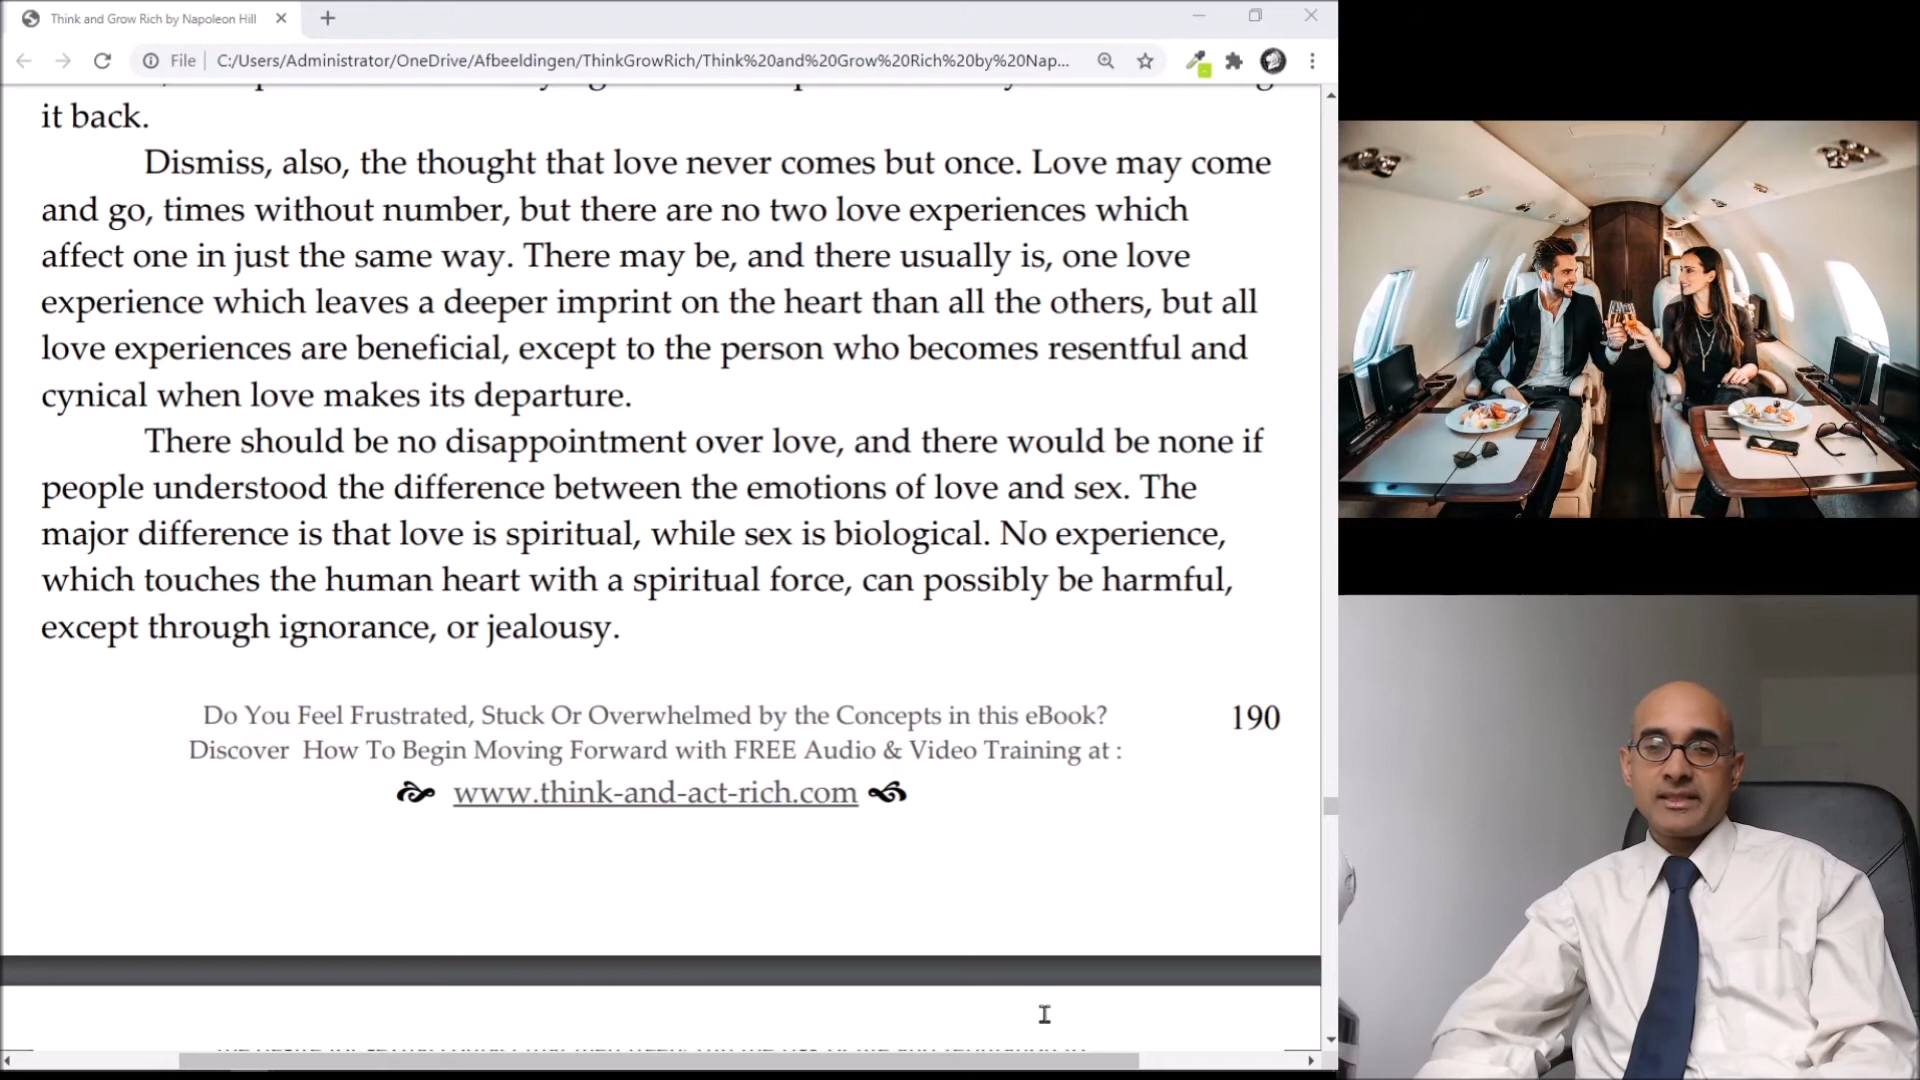 Think and Grow Rich by Napoleon Hill
File
C:/Users/Administrator/OneDrive/Afbeeldingen/ThinkGrowRich/Think%20and%20Grow%20Rich%20by%20Nap...
it back.
Dismiss, also, the thought that love never comes but once. Love may come
and go, times without number, but there are no two love experiences which
affect one in just the same way. There may be, and there usually is, one love
experience which leaves a deeper imprint on the heart than all the others, but all
love experiences are beneficial, except to the person who becomes resentful and
cynical when love makes its departure.
There should be no disappointment over love, and there would be none if
people understood the difference between the emotions of love and sex. The
major difference is that love is spiritual, while sex is biological. No experience,
which touches the human heart with a spiritual force, can possibly be harmful,
except through ignorance, or jealousy.
Do You Feel Frustrated, Stuck Or Overwhelmed by the Concepts in this eBook?
190
Discover How To Begin Moving Forward with FREE Audio & Video Training at :
www.think-and-act-rich.com